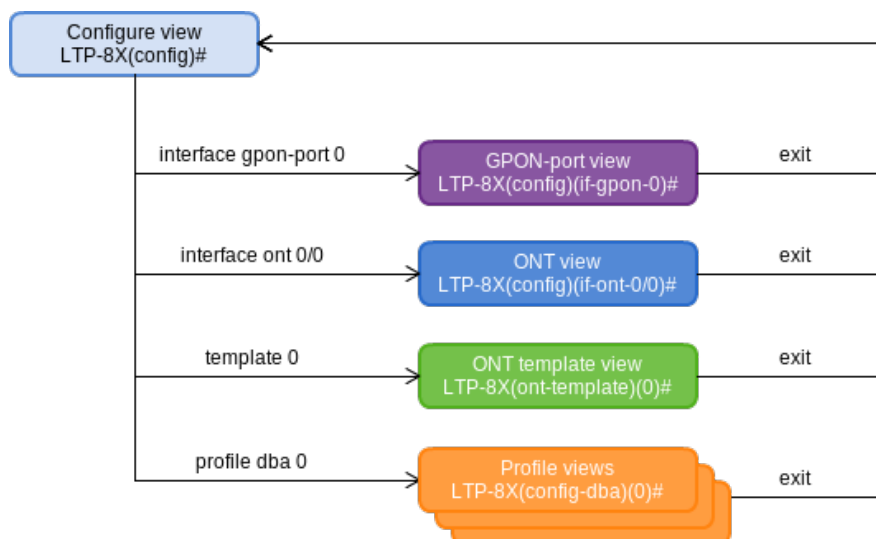 Configure view
LTP-8X(config)#
interface gpon-port 0
GPON-port view
LTP-8X(config)(if-gpon-0)#
exit
interface ont 0/0
ONT view
LTP-8X(config)(if-ont-0/0)#
exit
template 0
ONT template view
LTP-8X(ont-template)(0)#
exit
profile dba 0
Profile views
LTP-8X(config-dba)(0)#
exit